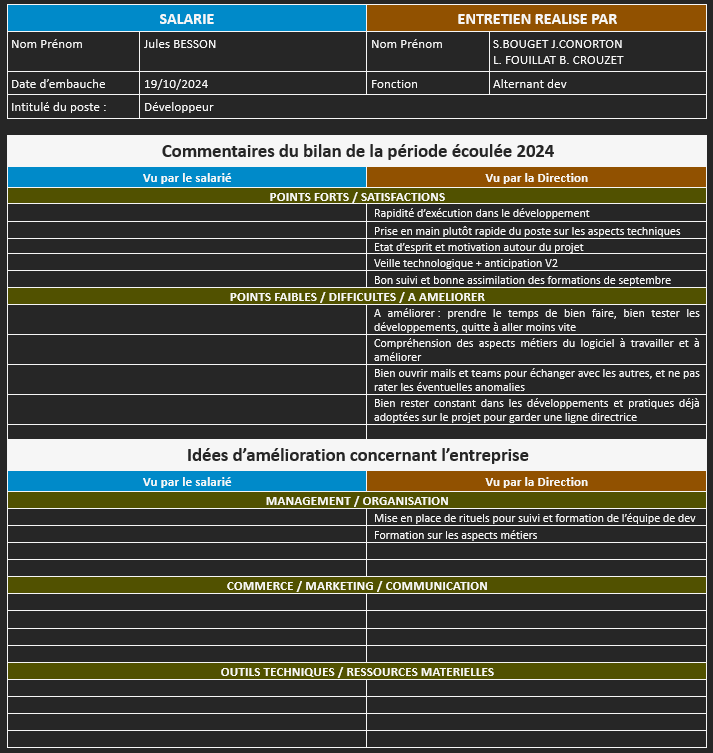 SALARIE
ENTRETIEN REALISE PAR
Nom Prénom
Jules BESSON
Nom Prénom
S.BOUGET J.CONORTON
L. FOUILLAT B. CROUZET
Date d’embauche
19/10/2024
Fonction
Alternant dev
Intitulé du poste :
Développeur
Commentaires du bilan de la période écoulée 2024
Vu par le salarié
Vu par la Direction
POINTS FORTS / SATISFACTIONS
Rapidité d’exécution dans le développement
Prise en main plutôt rapide du poste sur les aspects techniques
Etat d’esprit et motivation autour du projet
Veille technologique + anticipation V2
Bon suivi et bonne assimilation des formations de septembre
POINTS FAIBLES / DIFFICULTES / A AMELIORER
A améliorer : prendre le temps de bien faire, bien tester les
développements, quitte à aller moins vite
Compréhension des aspects métiers du logiciel à travailler et à
améliorer
Bien ouvrir mails et teams pour échanger avec les autres, et ne pas
rater les éventuelles anomalies
Bien rester constant dans les développements et pratiques déjà
adoptées sur le projet pour garder une ligne directrice
Idées d’amélioration concernant l’entreprise
Vu par le salarié
Vu par la Direction
MANAGEMENT / ORGANISATION
Mise en place de rituels pour suivi et formation de l’équipe de dev
Formation sur les aspects métiers
COMMERCE / MARKETING / COMMUNICATION
OUTILS TECHNIQUES / RESSOURCES MATERIELLES